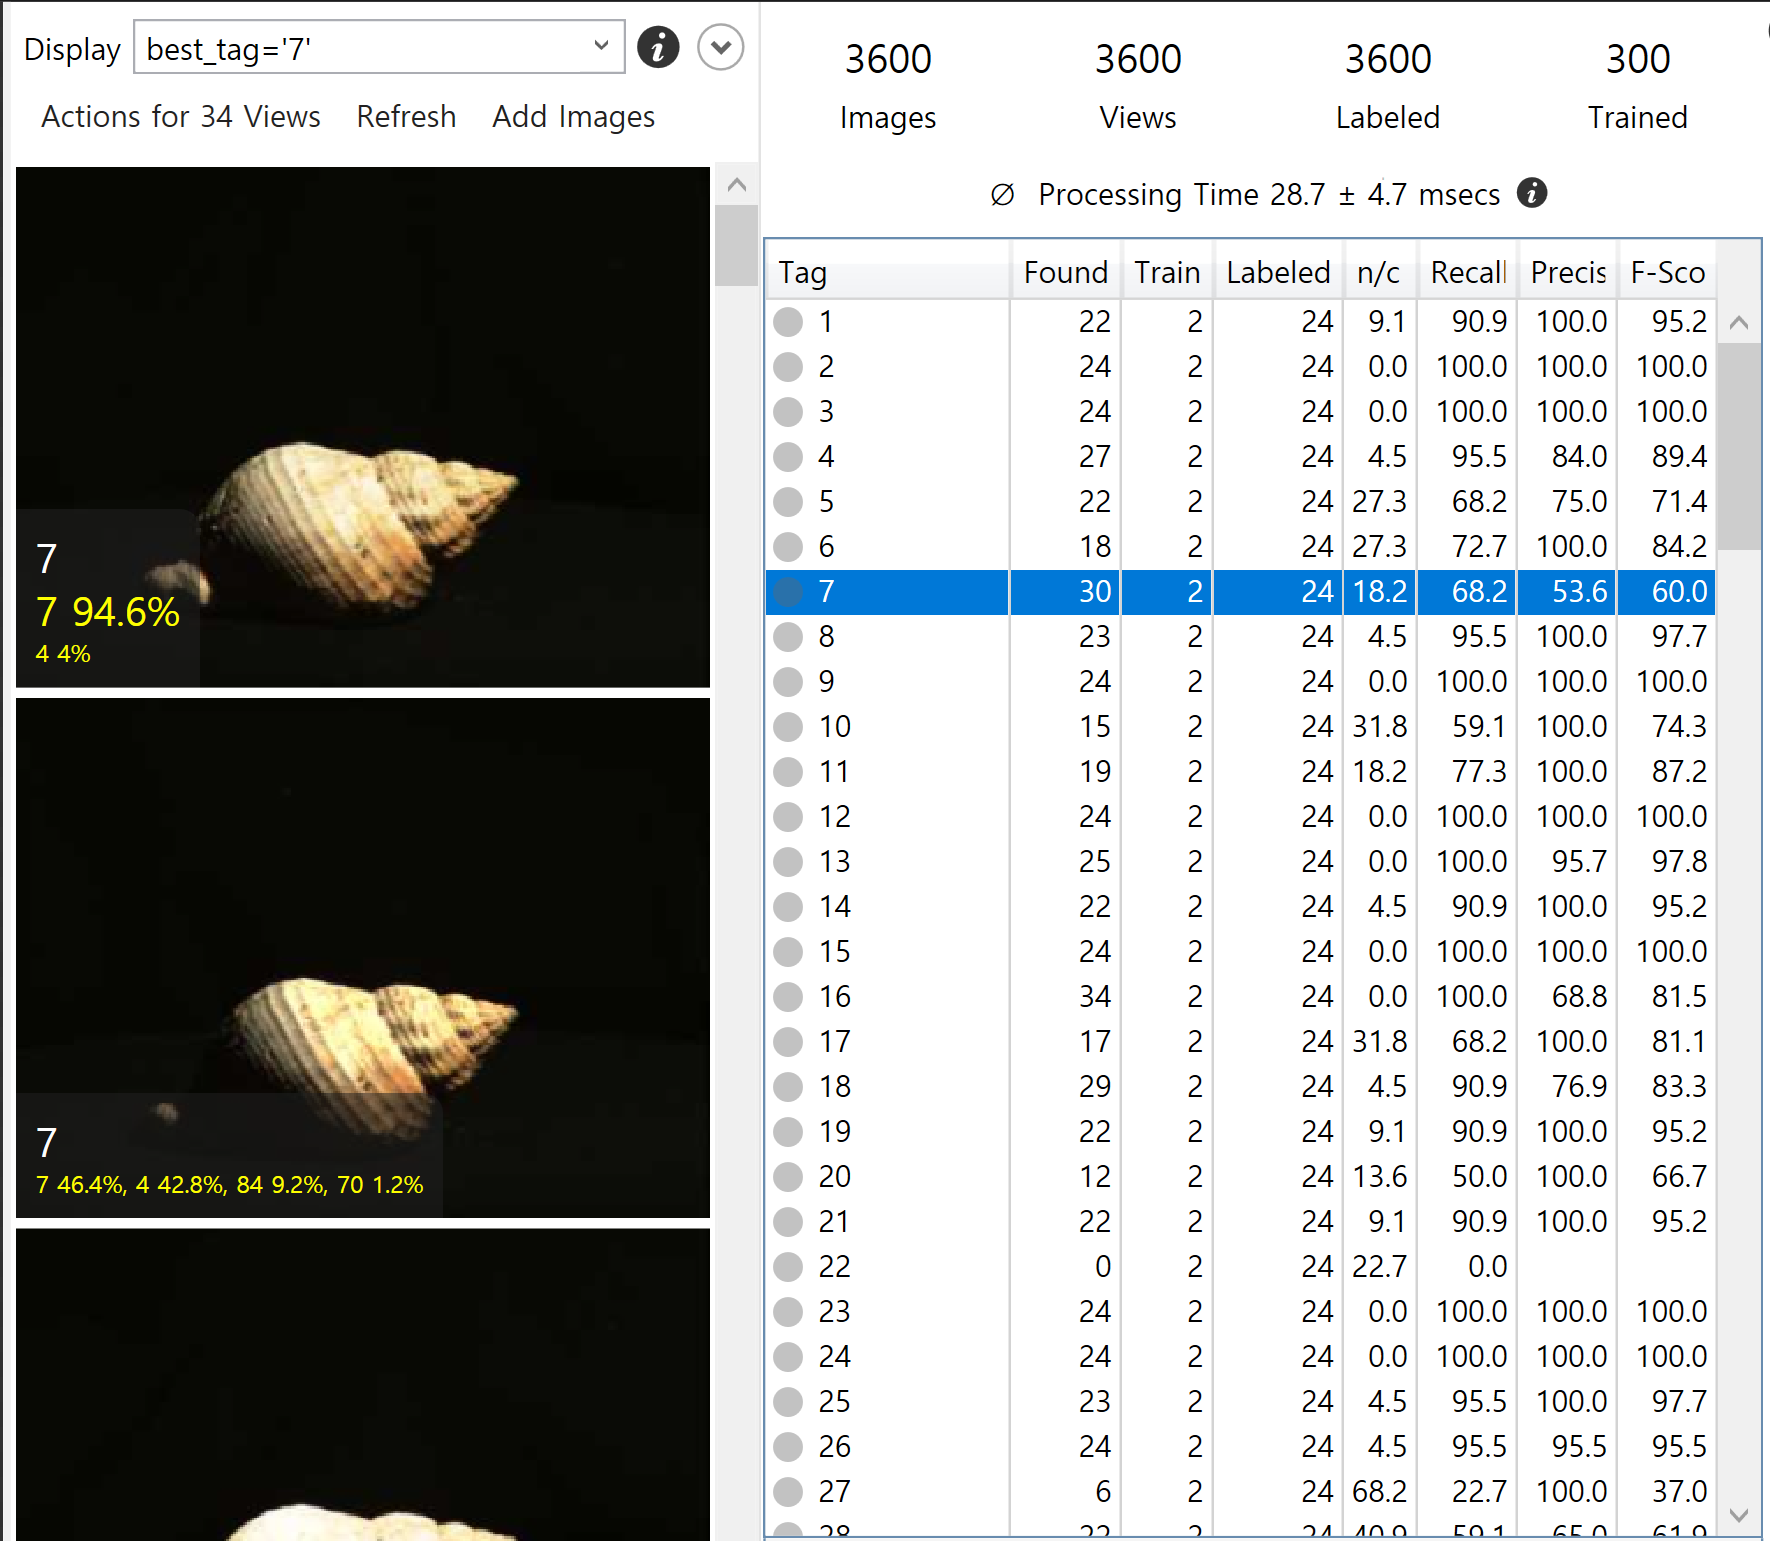 Display best_tag='7'
Actions for 34 Views Refresh Add Images
7
7 94.6%
4 4%
7
7 46.4%, 4 42.8%, 84 9.2%, 70 1.2%
3600 3600 3600 300
Images Views Labeled Trained
∅ Processing Time 28.7 ± 4.7 msecs
Tag Found Train Labeled n/c Recall Precis F-Sco
1 22 2 24 9.1 90.9 100.0 95.2
2 24 2 24 0.0 100.0 100.0 100.0
3 24 2 24 0.0 100.0 100.0 100.0
4 27 2 24 4.5 95.5 84.0 89.4
5 22 2 24 27.3 68.2 75.0 71.4
6 18 2 24 27.3 72.7 100.0 84.2
7 30 2 24 18.2 68.2 53.6 60.0
8 23 2 24 4.5 95.5 100.0 97.7
9 24 2 24 0.0 100.0 100.0 100.0
10 15 2 24 31.8 59.1 100.0 74.3
11 19 2 24 18.2 77.3 100.0 87.2
12 24 2 24 0.0 100.0 100.0 100.0
13 25 2 24 0.0 100.0 95.7 97.8
14 22 2 24 4.5 90.9 100.0 95.2
15 24 2 24 0.0 100.0 100.0 100.0
16 34 2 24 0.0 100.0 68.8 81.5
17 17 2 24 31.8 68.2 100.0 81.1
18 29 2 24 4.5 90.9 76.9 83.3
19 22 2 24 9.1 90.9 100.0 95.2
20 12 2 24 13.6 50.0 100.0 66.7
21 22 2 24 9.1 90.9 100.0 95.2
22 0 2 24 22.7 0.0
23 24 2 24 0.0 100.0 100.0 100.0
24 24 2 24 0.0 100.0 100.0 100.0
25 23 2 24 4.5 95.5 100.0 97.7
26 24 2 24 4.5 95.5 95.5 95.5
27 6 2 24 68.2 22.7 100.0 37.0
28 22 2 24 40.9 59.1 65.0 61.9